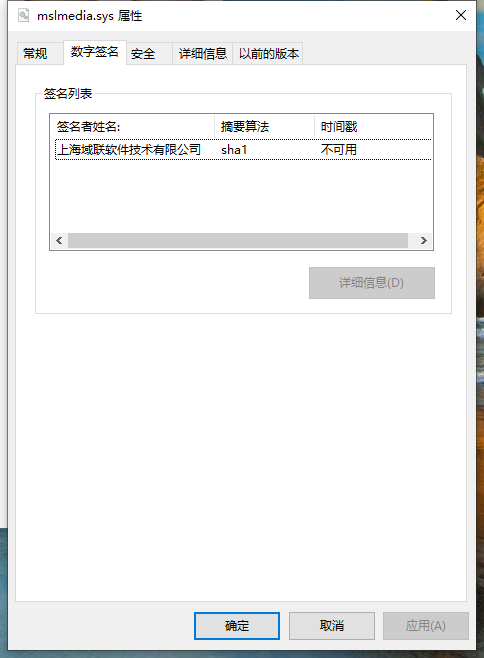 mslmedia.sys 属性
常规 数字签名 安全 详细信息 以前的版本
签名列表
签名者姓名: 摘要算法 时间戳
上海域联软件技术有限公司 sha1 不可用
详细信息(D)
确定 取消 应用(A)